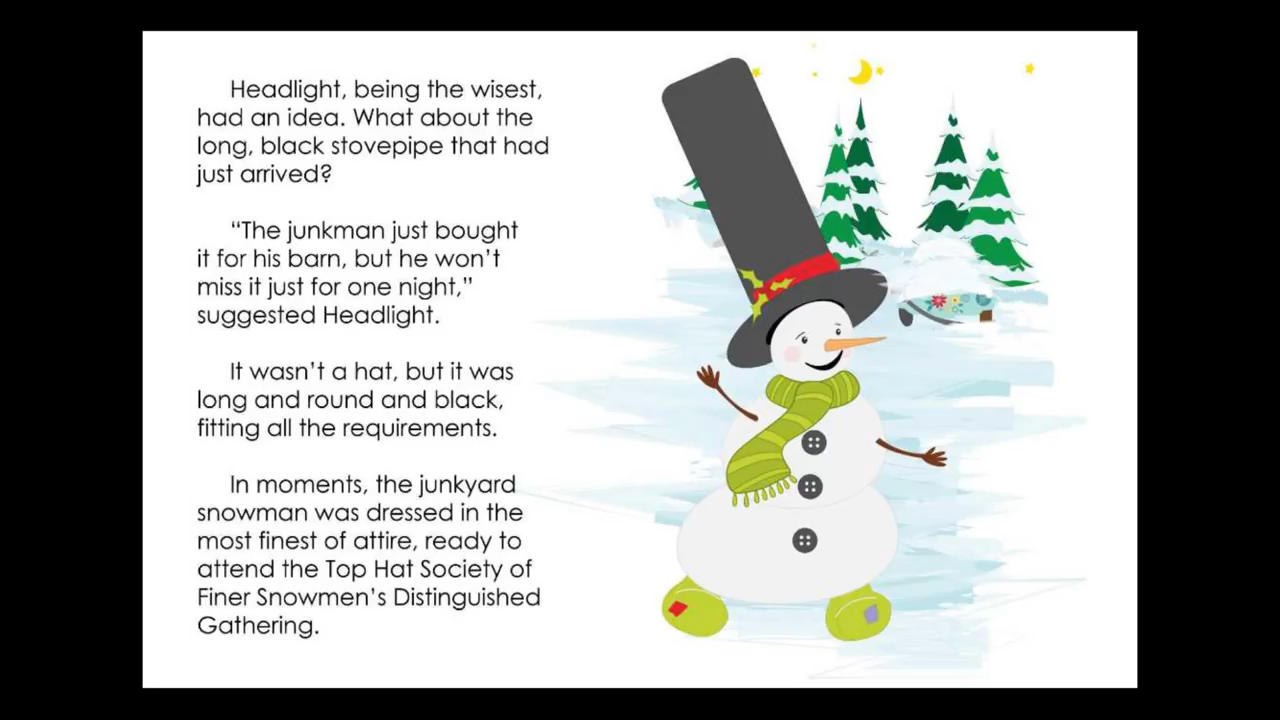 Headlight, being the wisest,
had an idea. What about the
long, black stovepipe that had
just arrived?
“The junkman just bought
it for his barn, but he won’t
miss it just for one night,”
suggested Headlight.
It wasn’t a hat, but it was
long and round and black,
fitting all the requirements.
In moments, the junkyard
snowman was dressed in the
most finest of attire, ready to
attend the Top Hat Society of
Finer Snowmen’s Distinguished
Gathering.